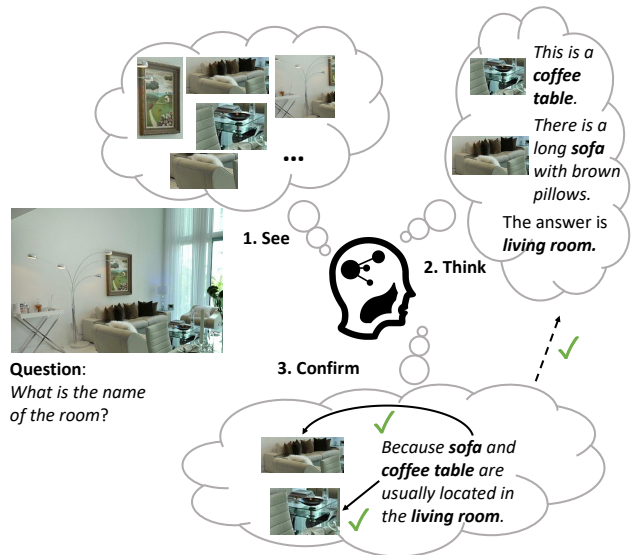 ...
1. See
2. Think
3. Confirm
This is a
coffee
table.
There is a
long sofa
with brown
pillows.
The answer is
living room.
Question:
What is the name
of the room?
Because sofa and
coffee table are
usually located in
the living room.